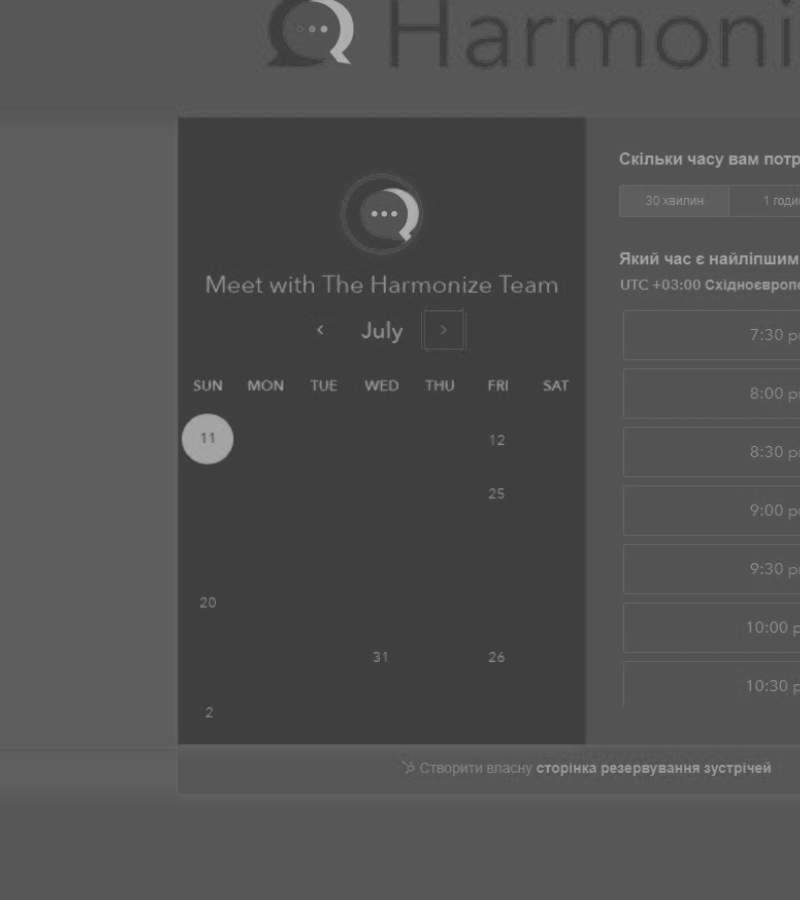 Harmoni
Meet with The Harmonize Team
‹ July ›
SUN MON TUE WED THU FRI SAT
11 12
25
20
31 26
2
Скільки часу вам потр
30 хвилин 1 годи
Який час є найліпшим
UTC +03:00 Східноєвропе
7:30 p
8:00 p
8:30 p
9:00 p
9:30 p
10:00 p
10:30 p
Створити власну сторінка резервування зустрічей